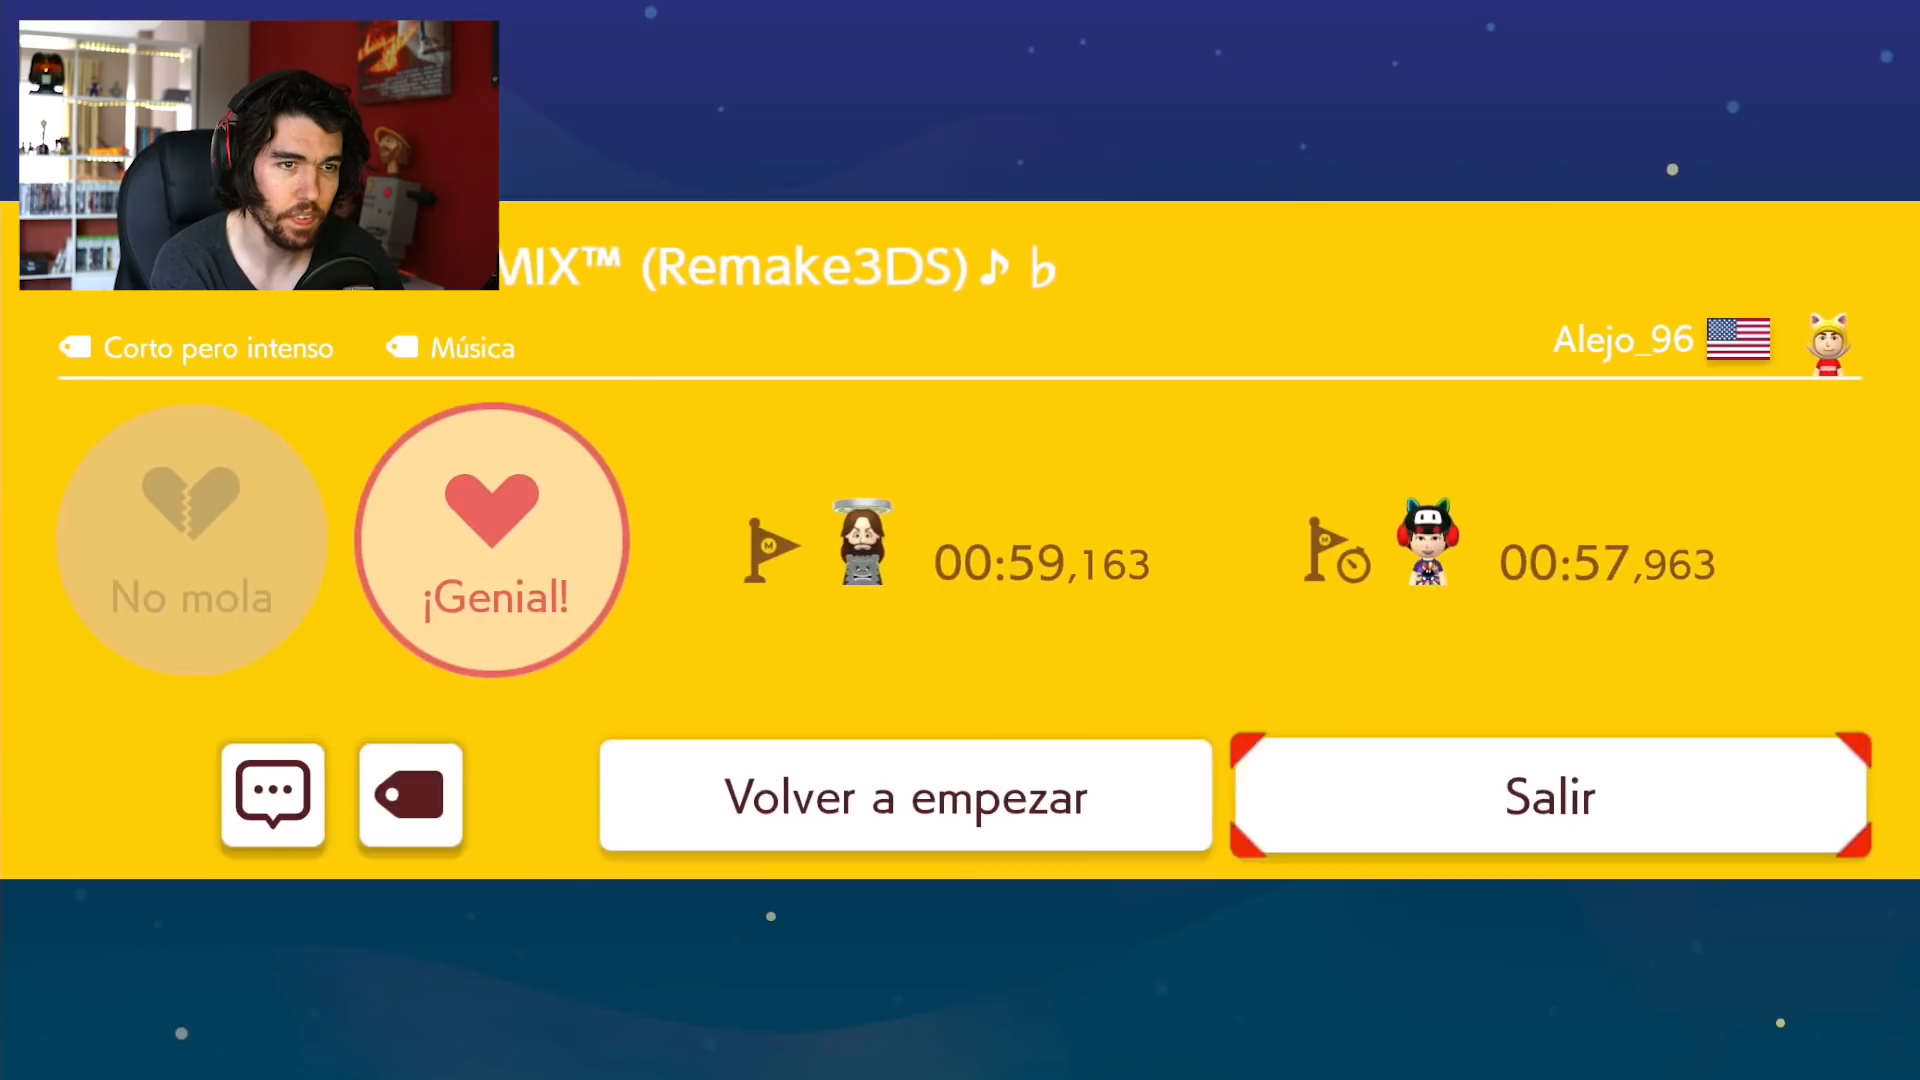 MIX™ (Remake3DS)♪ ♭
Corto pero intenso
Música
Alejo_96
No mola
¡Genial!
M
00:59,163
M
00:57,963
Volver a empezar
Salir